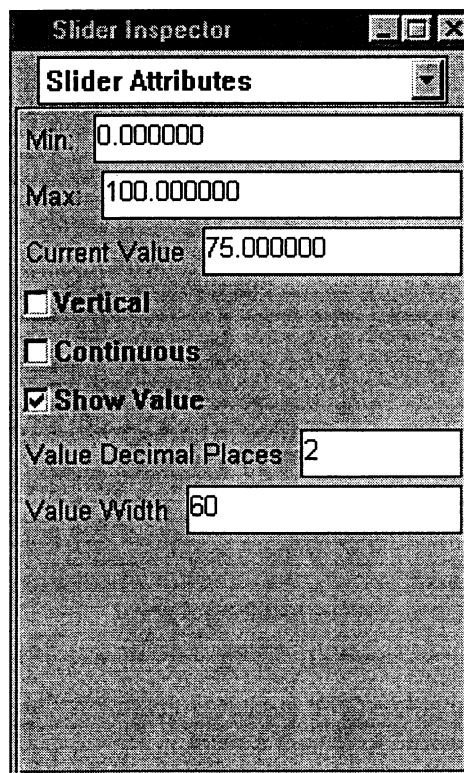 Slider Inspector
Slider Attributes
Min: 0.000000
Max: 100.000000
Current Value 75.000000
Vertical
Continuous
Show Value
Value Decimal Places 2
Value Width 60